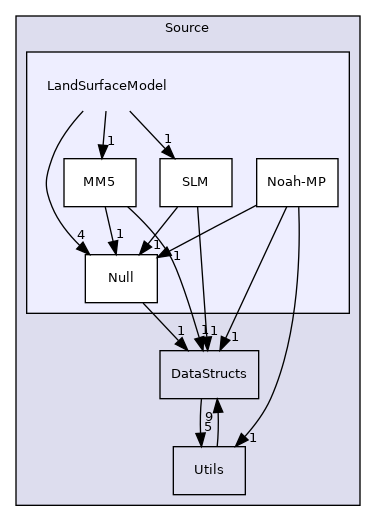 Source
LandSurfaceModel
1
1
MM5
SLM
Noah-MP
4
1
1
1
Null
1
1
1
1
DataStructs
9
5
1
Utils